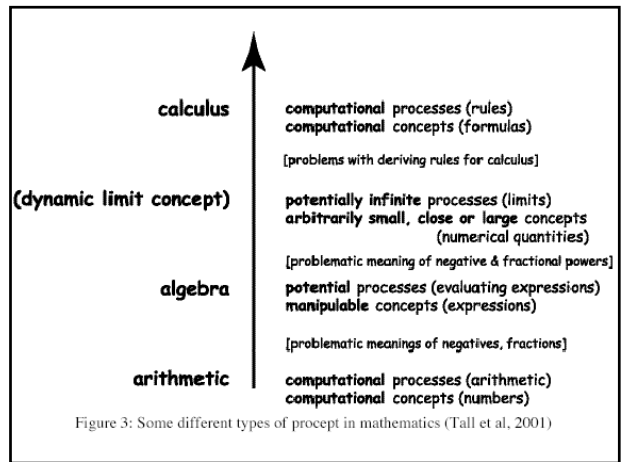 calculus computational processes (rules)
computational concepts (formulas)
[problems with deriving rules for calculus]
(dynamic limit concept) potentially infinite processes (limits)
arbitrarily small, close or large concepts
(numerical quantities)
[problematic meaning of negative & fractional powers]
algebra potential processes (evaluating expressions)
manipulable concepts (expressions)
[problematic meanings of negatives, fractions]
arithmetic computational processes (arithmetic)
computational concepts (numbers)
Figure 3: Some different types of procept in mathematics (Tall et al, 2001)